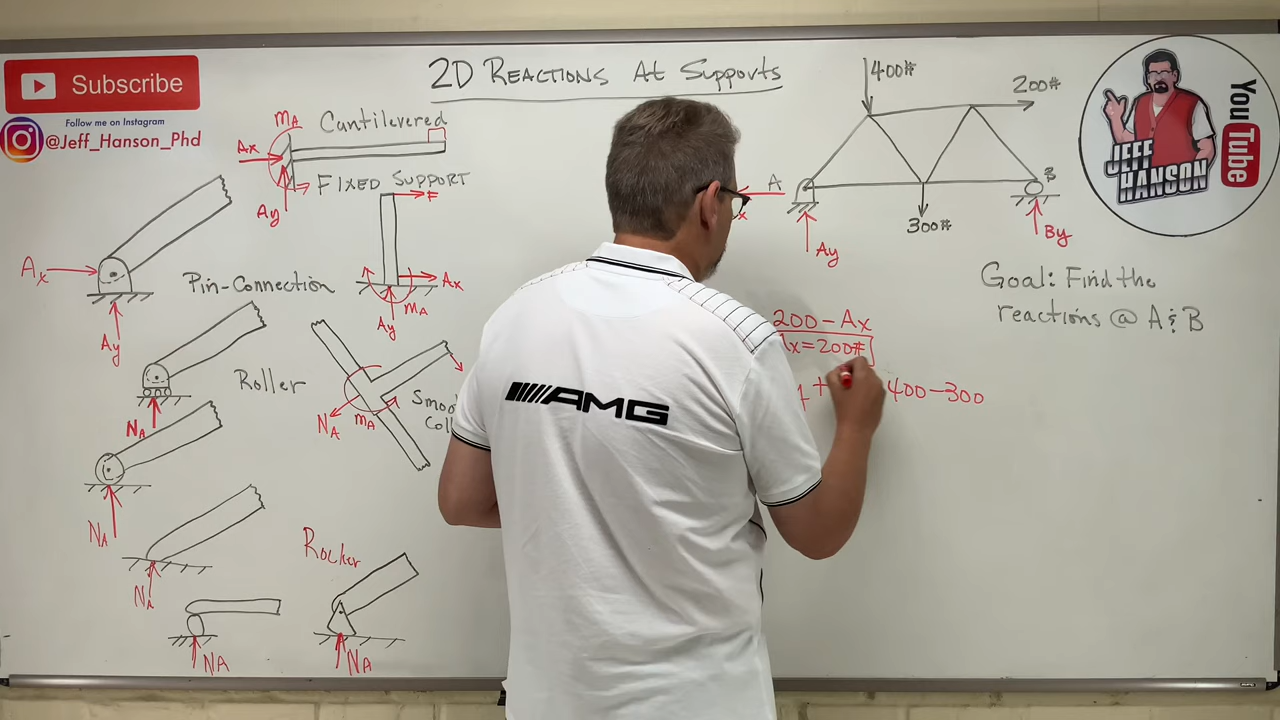 Subscribe
Follow me on Instagram
@Jeff_Hanson_Phd
2D Reactions At Supports
mA
Cantilevered
Ax
Fixed Support
Ay
F
Ax
Pin-Connection
Ay
Ax
mA
Ay
Roller
NA
Smoo
Coll
NA
mA
NA
Rocker
NA
NA
NA
400#
200#
A
x
B
300#
Ay
By
Goal: Find the
reactions @ A & B
200 - Ax
Ax = 200#
+ 400 - 300
JEFF
HANSON
YouTube
AMG